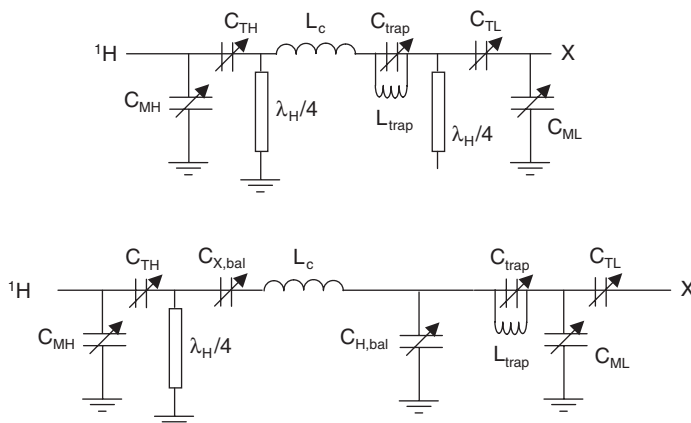 ¹H C_TH L_c C_trap C_TL X
C_MH λ_H/4 L_trap λ_H/4 C_ML
¹H C_TH C_X,bal L_c C_trap C_TL X
C_MH λ_H/4 C_H,bal L_trap C_ML